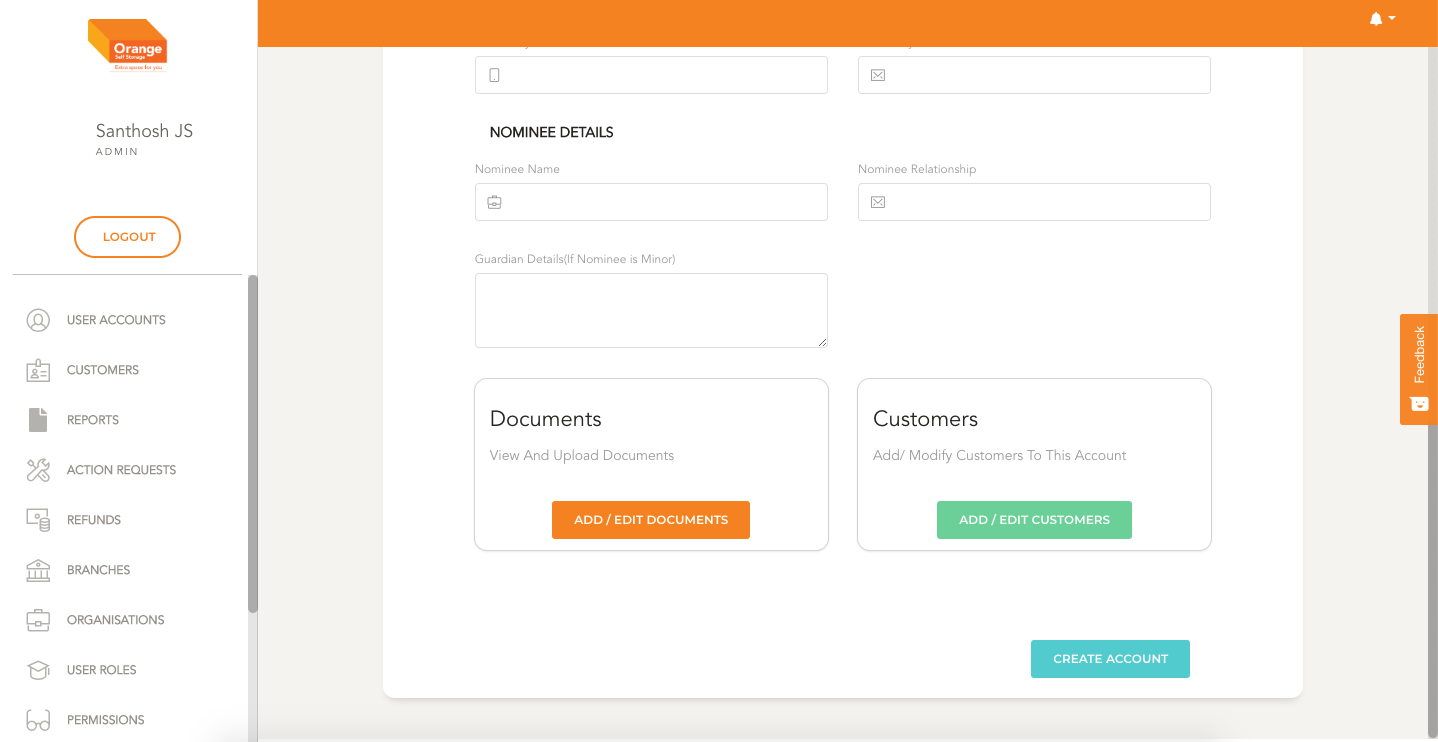 Orange
Self Storage
Extra space for you
Santhosh JS
ADMIN
LOGOUT
USER ACCOUNTS
CUSTOMERS
REPORTS
ACTION REQUESTS
REFUNDS
BRANCHES
ORGANISATIONS
USER ROLES
PERMISSIONS
NOMINEE DETAILS
Nominee Name
Nominee Relationship
Guardian Details(If Nominee is Minor)
Documents
View And Upload Documents
ADD / EDIT DOCUMENTS
Customers
Add/ Modify Customers To This Account
ADD / EDIT CUSTOMERS
CREATE ACCOUNT
Feedback